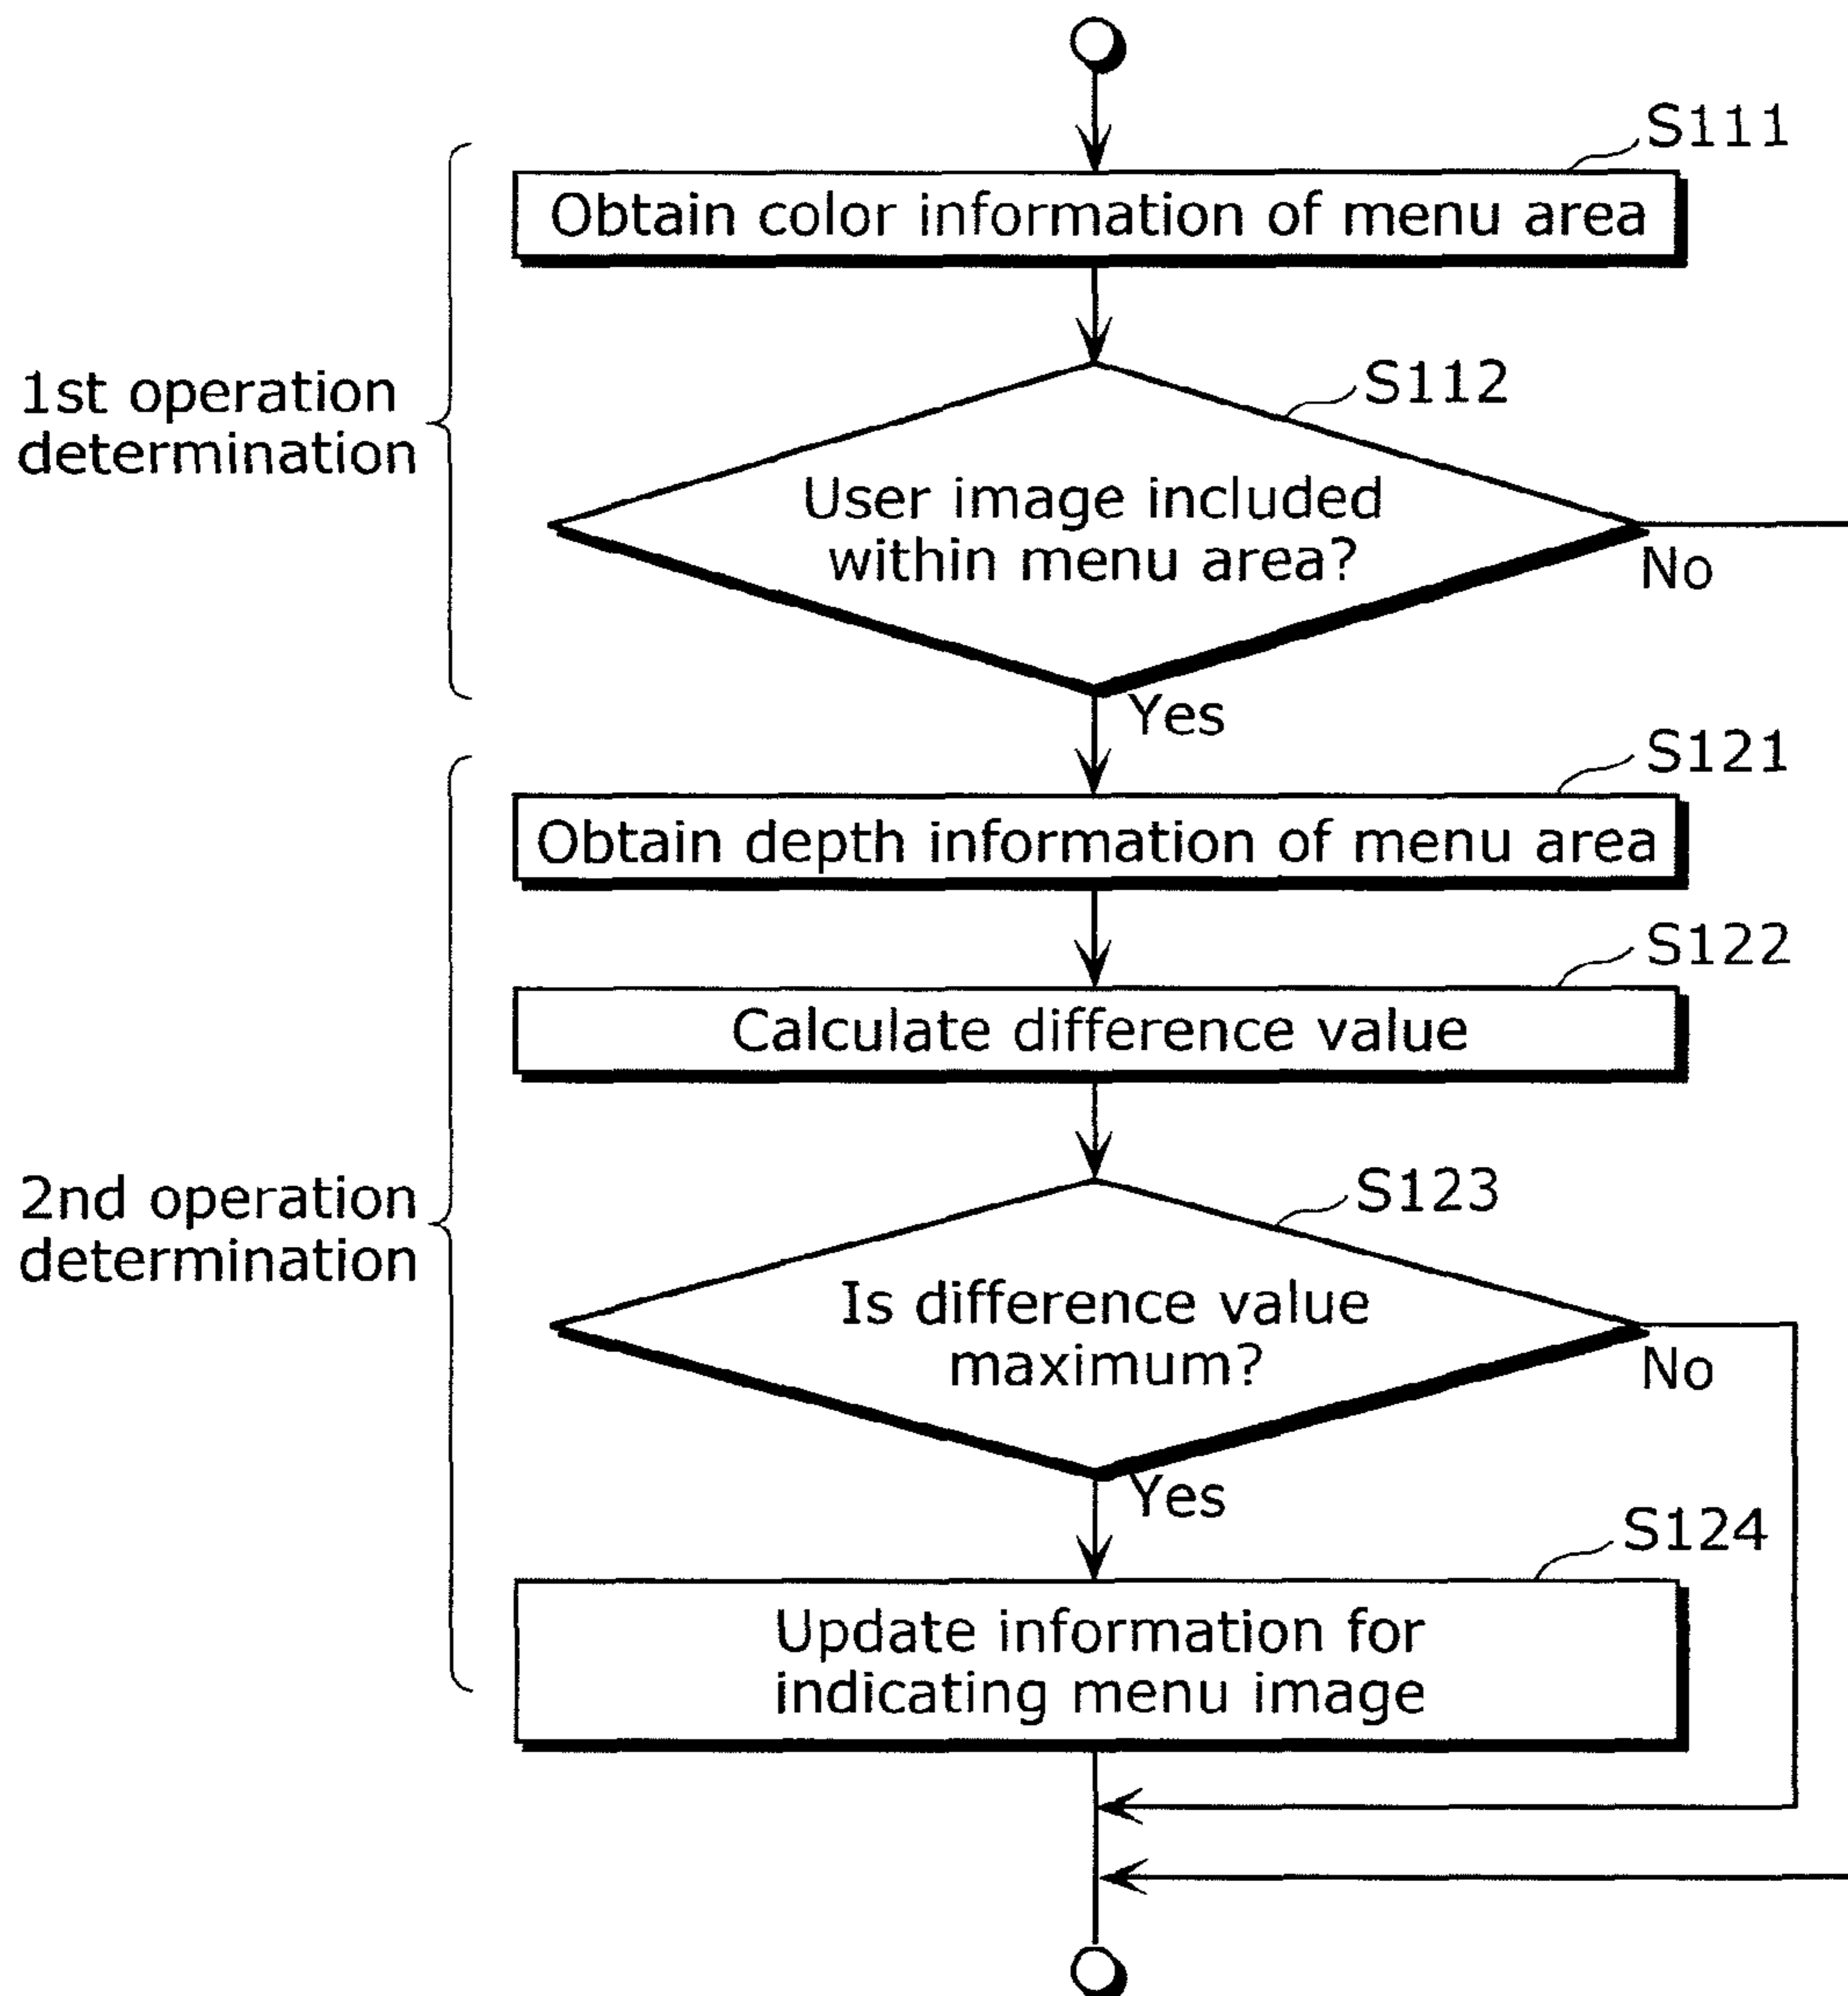 S111
Obtain color information of menu area
S112
1st operation
determination
User image included
within menu area?
No
Yes
S121
Obtain depth information of menu area
S122
Calculate difference value
2nd operation
determination
S123
Is difference value
maximum?
No
Yes
S124
Update information for
indicating menu image